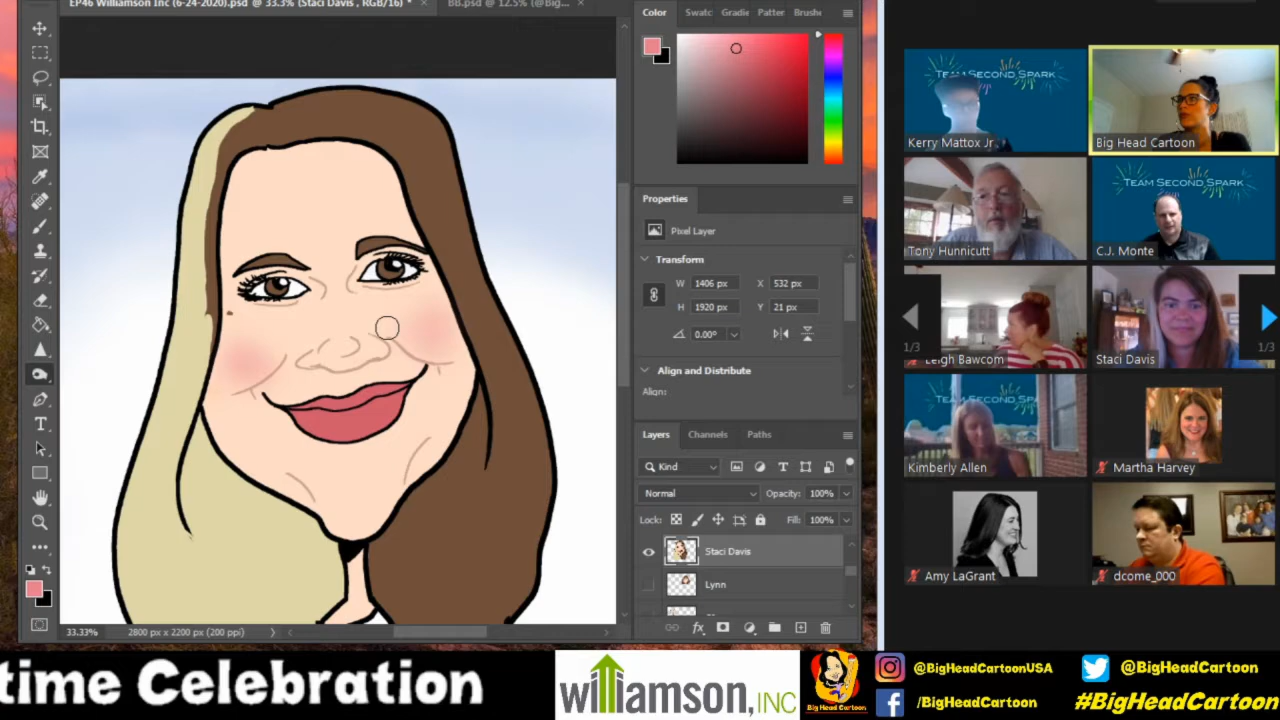 EP46 Williamson Inc (6-24-2020).psd @ 33.3% (Staci Davis , RGB/16) *
BB.psd @ 12.5% (@Big...
Color
Swatc
Gradie
Patter
Brushe
Properties
Pixel Layer
Transform
W 1406 px X 532 px
H 1920 px Y 21 px
0.00°
Align and Distribute
Align:
Layers Channels Paths
Kind
Normal Opacity: 100%
Lock: Fill: 100%
Staci Davis
Lynn
33.33% 2800 px x 2200 px (200 ppi)
TEAM SECOND SPARK
Kerry Mattox Jr
Big Head Cartoon
Tony Hunnicutt
TEAM SECOND SPARK
C.J. Monte
1/3
Leigh Bawcom
Staci Davis
1/3
TEAM SECOND SPA
Kimberly Allen
Martha Harvey
Amy LaGrant
dcome_000
time Celebration
williamson, INC
Big Head Cartoon
@BigHeadCartoonUSA
/BigHeadCartoon
@BigHeadCartoon
#BigHeadCartoon